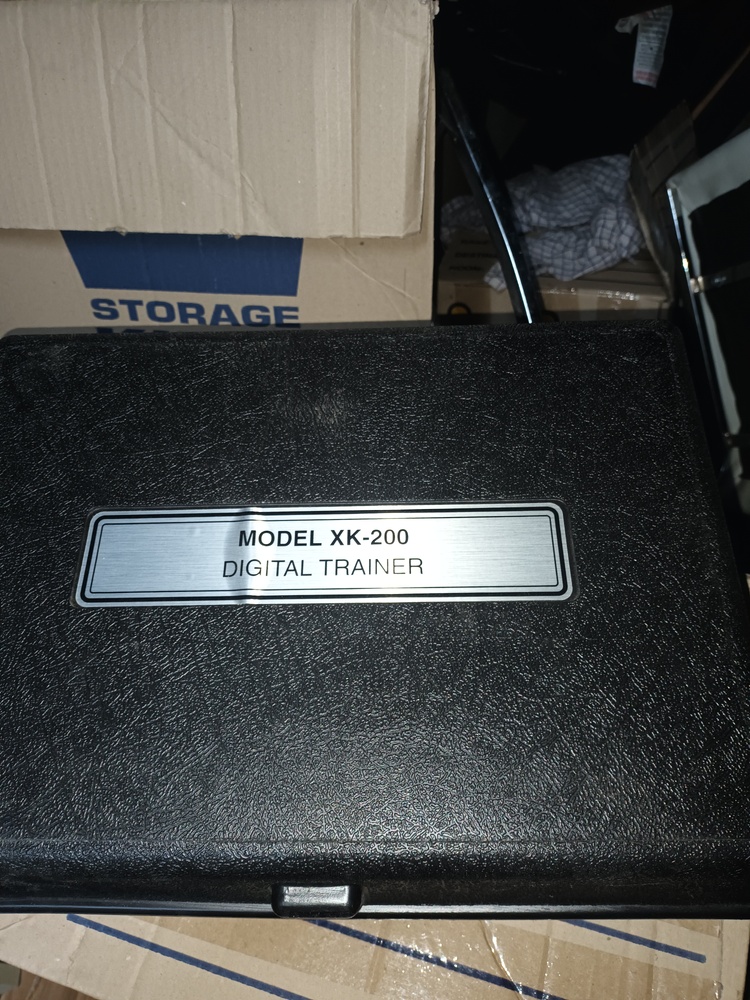 STORAGE
MODEL XK-200
DIGITAL TRAINER